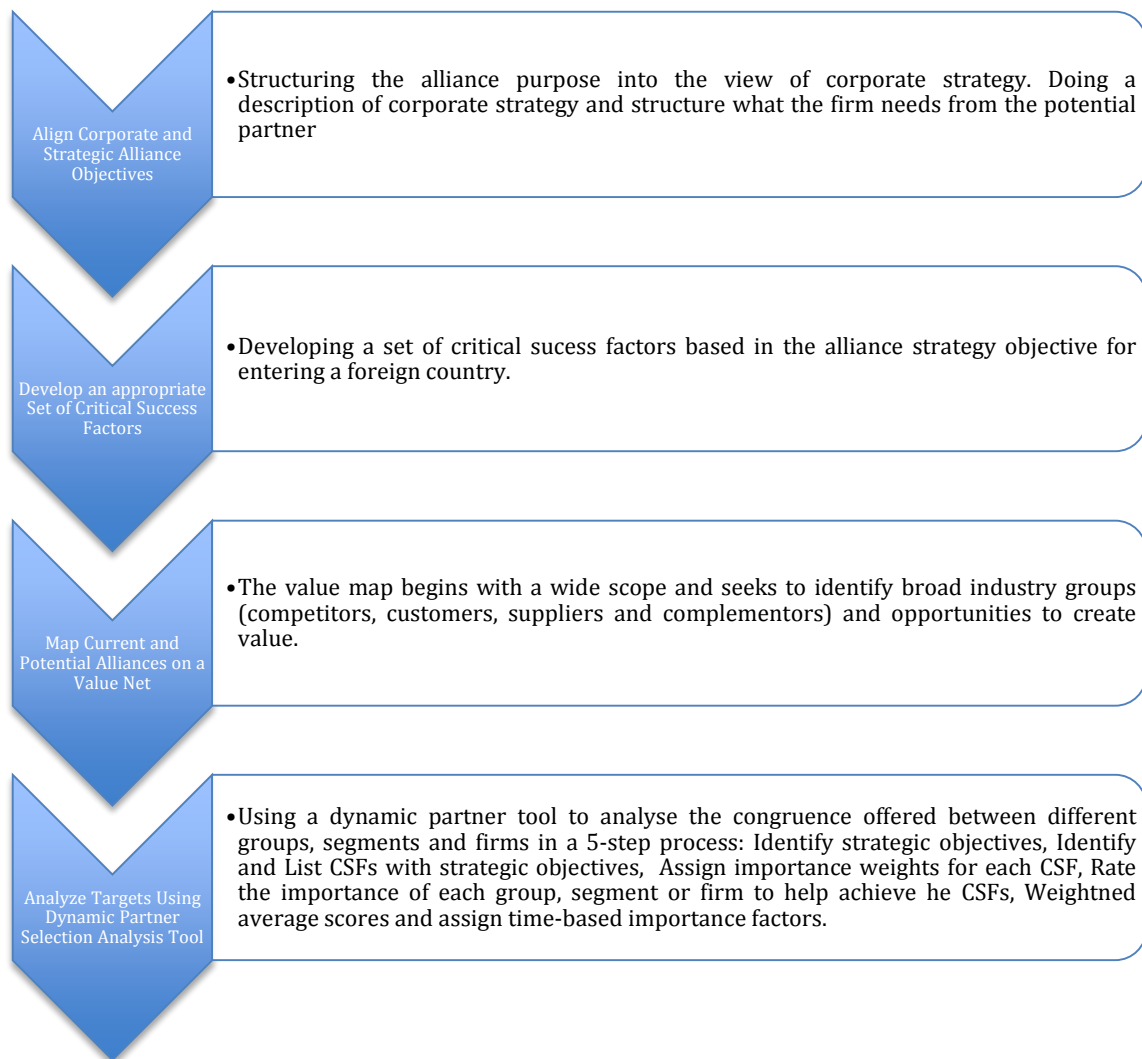 Align Corporate and
Strategic Alliance
Objectives
•Structuring the alliance purpose into the view of corporate strategy. Doing a
description of corporate strategy and structure what the firm needs from the potential
partner
Develop an appropriate
Set of Critical Success
Factors
•Developing a set of critical sucess factors based in the alliance strategy objective for
entering a foreign country.
Map Current and
Potential Alliances on a
Value Net
•The value map begins with a wide scope and seeks to identify broad industry groups
(competitors, customers, suppliers and complementors) and opportunities to create
value.
Analyze Targets Using
Dynamic Partner
Selection Analysis Tool
•Using a dynamic partner tool to analyse the congruence offered between different
groups, segments and firms in a 5-step process: Identify strategic objectives, Identify
and List CSFs with strategic objectives, Assign importance weights for each CSF, Rate
the importance of each group, segment or firm to help achieve he CSFs, Weightned
average scores and assign time-based importance factors.